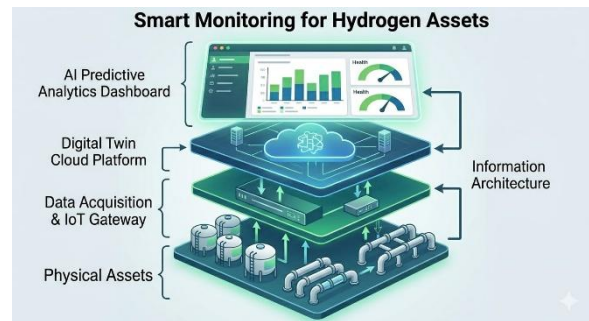 Smart Monitoring for Hydrogen Assets
AI Predictive
Analytics Dashboard
Health
Health
Digital Twin
Cloud Platform
Information
Architecture
Data Acquisition
& IoT Gateway
Physical Assets